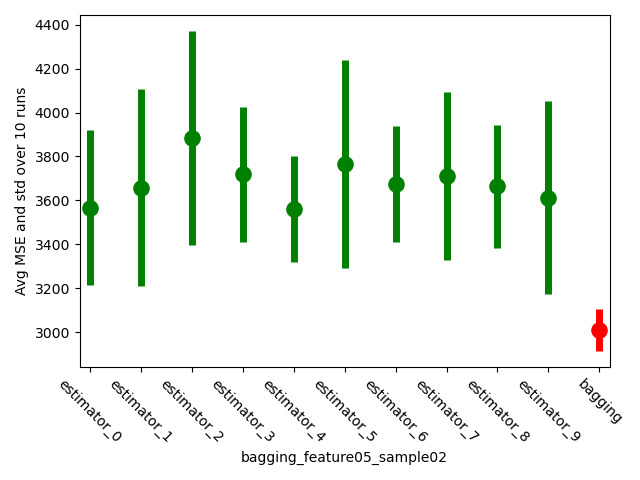 4400
4200
4000
3800
3600
3400
3200
3000
Avg MSE and std over 10 runs
estimator_0
estimator_1
estimator_2
estimator_3
estimator_4
estimator_5
estimator_6
estimator_7
estimator_8
estimator_9
bagging
bagging_feature05_sample02